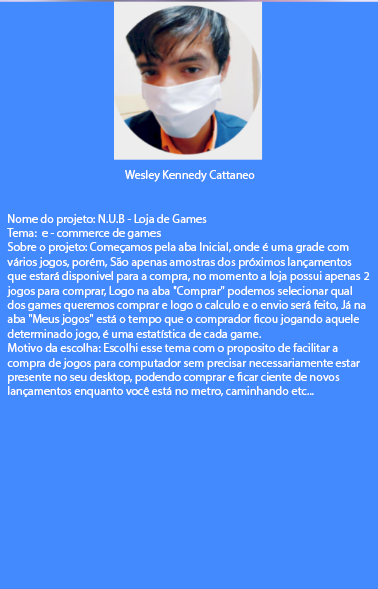 Wesley Kennedy Cattaneo
Nome do projeto: N.U.B - Loja de Games
Tema:  e - commerce de games
Sobre o projeto: Começamos pela aba Inicial, onde é uma grade com
vários jogos, porém, São apenas amostras dos próximos lançamentos
que estará disponivel para a compra, no momento a loja possui apenas 2
jogos para comprar, Logo na aba "Comprar" podemos selecionar qual
dos games queremos comprar e logo o calculo e o envio será feito, Já na
aba "Meus jogos" está o tempo que o comprador ficou jogando aquele
determinado jogo, é uma estatística de cada game.
Motivo da escolha: Escolhi esse tema com o proposito de facilitar a
compra de jogos para computador sem precisar necessariamente estar
presente no seu desktop, podendo comprar e ficar ciente de novos
lançamentos enquanto você está no metro, caminhando etc...